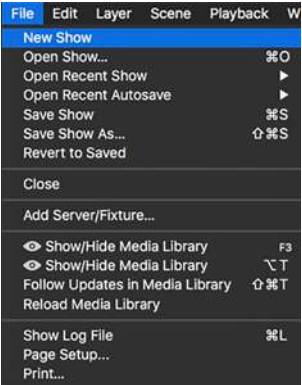 File Edit Layer Scene Playback W
New Show
Open Show... ⌘O
Open Recent Show ▶
Open Recent Autosave ▶
Save Show ⌘S
Save Show As... ⇧⌘S
Revert to Saved
Close
Add Server/Fixture...
Show/Hide Media Library F3
Show/Hide Media Library ⌥T
Follow Updates in Media Library ⇧⌘T
Reload Media Library
Show Log File ⌘L
Page Setup...
Print...